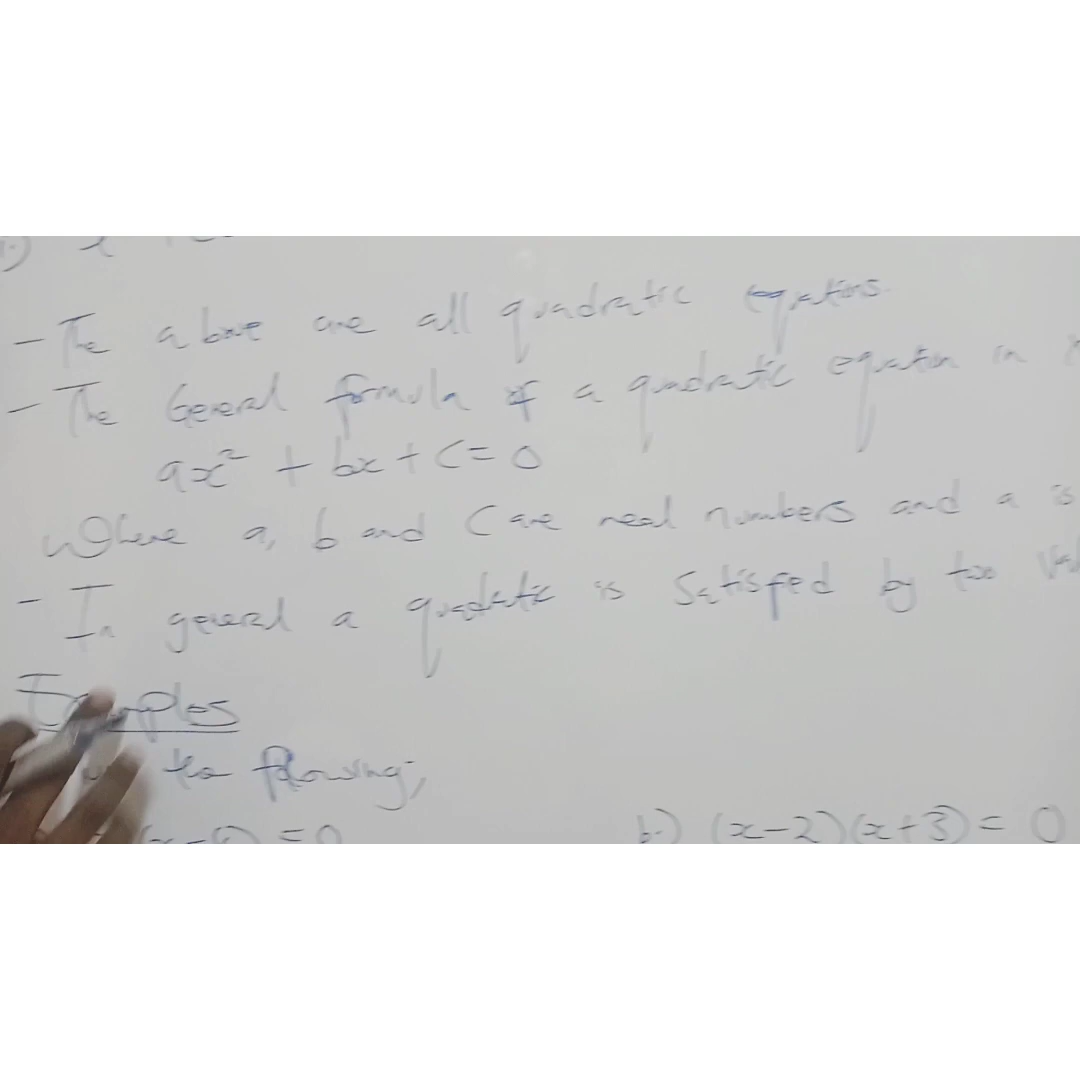 - The above are all quadratic equations.
- The General formula of a quadratic equation in
ax² + bx + c = 0
Where a, b and c are real numbers and a is
- In general a quadratic is satisfied by two
Examples
the following;
= 0 b.) (x-2)(x+3) = 0